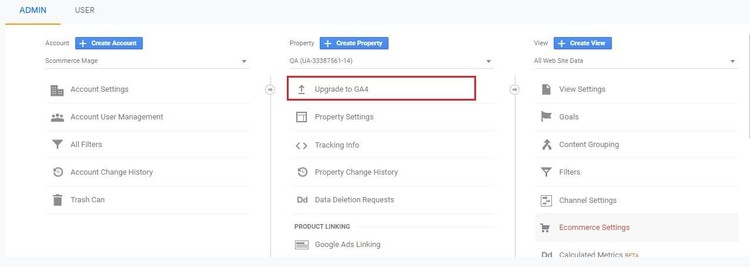 ADMIN USER
Account + Create Account
Scommerce Mage
Account Settings
Account User Management
All Filters
Account Change History
Trash Can
Property + Create Property
QA (UA-33387561-14)
Upgrade to GA4
Property Settings
Tracking Info
Property Change History
Dd Data Deletion Requests
PRODUCT LINKING
Google Ads Linking
View + Create View
All Web Site Data
View Settings
Goals
Content Grouping
Filters
Channel Settings
Ecommerce Settings
Dd Calculated Metrics BETA